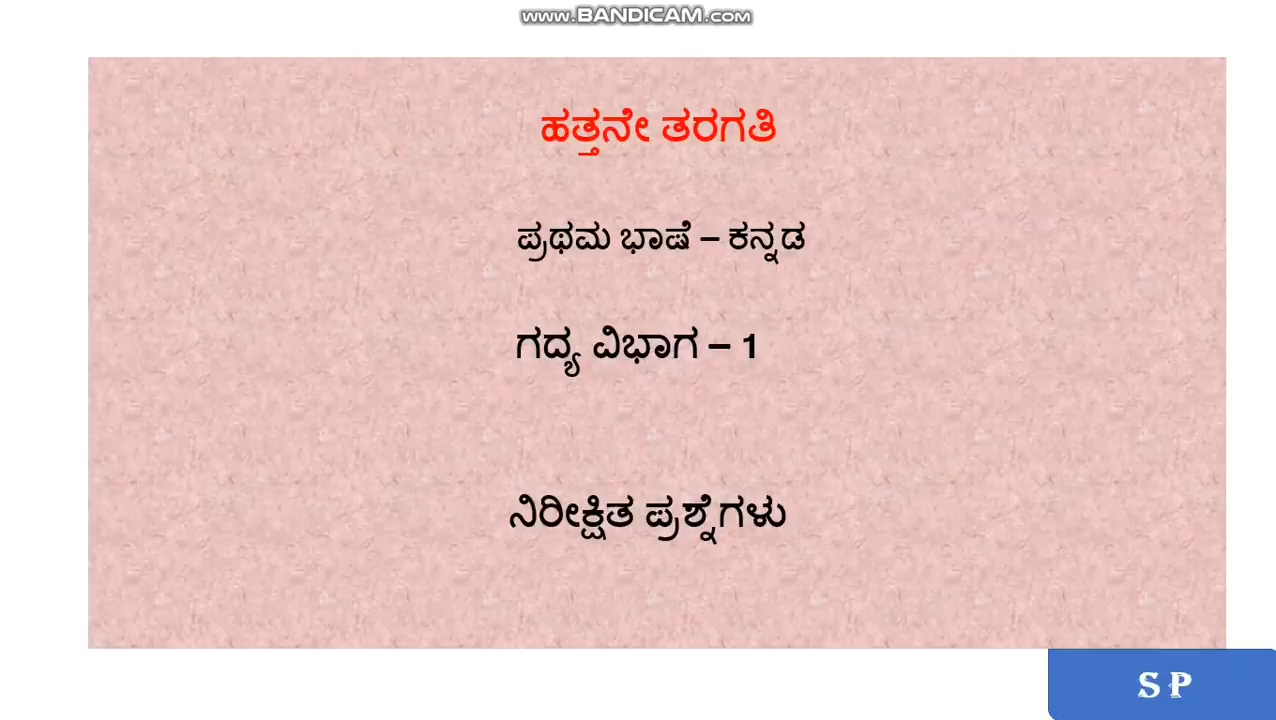 www.BANDICAM.com
ಹತ್ತನೇ ತರಗತಿ
ಪ್ರಥಮ ಭಾಷೆ – ಕನ್ನಡ
ಗದ್ಯ ವಿಭಾಗ – 1
ನಿರೀಕ್ಷಿತ ಪ್ರಶ್ನೆಗಳು
S P